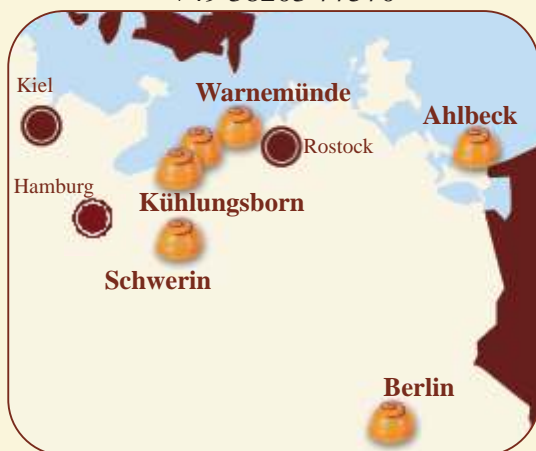 Kiel
Warnemünde
Ahlbeck
Rostock
Hamburg
Kühlungsborn
Schwerin
Berlin